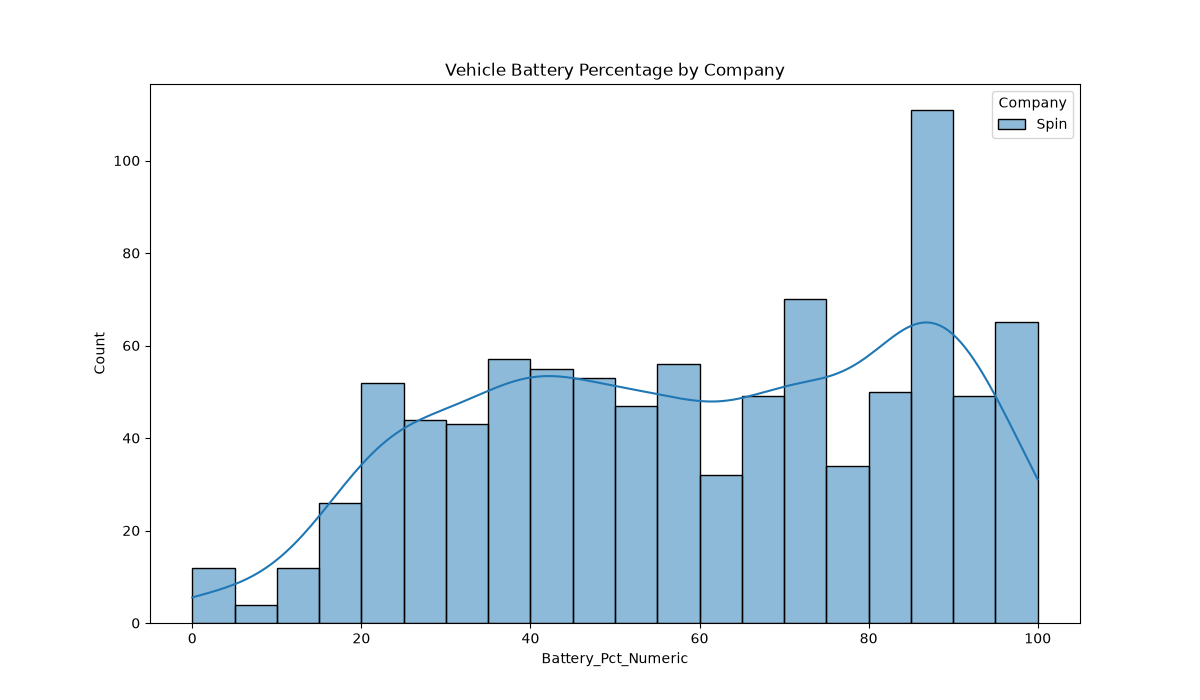 Vehicle Battery Percentage by Company
Company
Spin
100
80
60
40
20
0
Count
0 20 40 60 80 100
Battery_Pct_Numeric